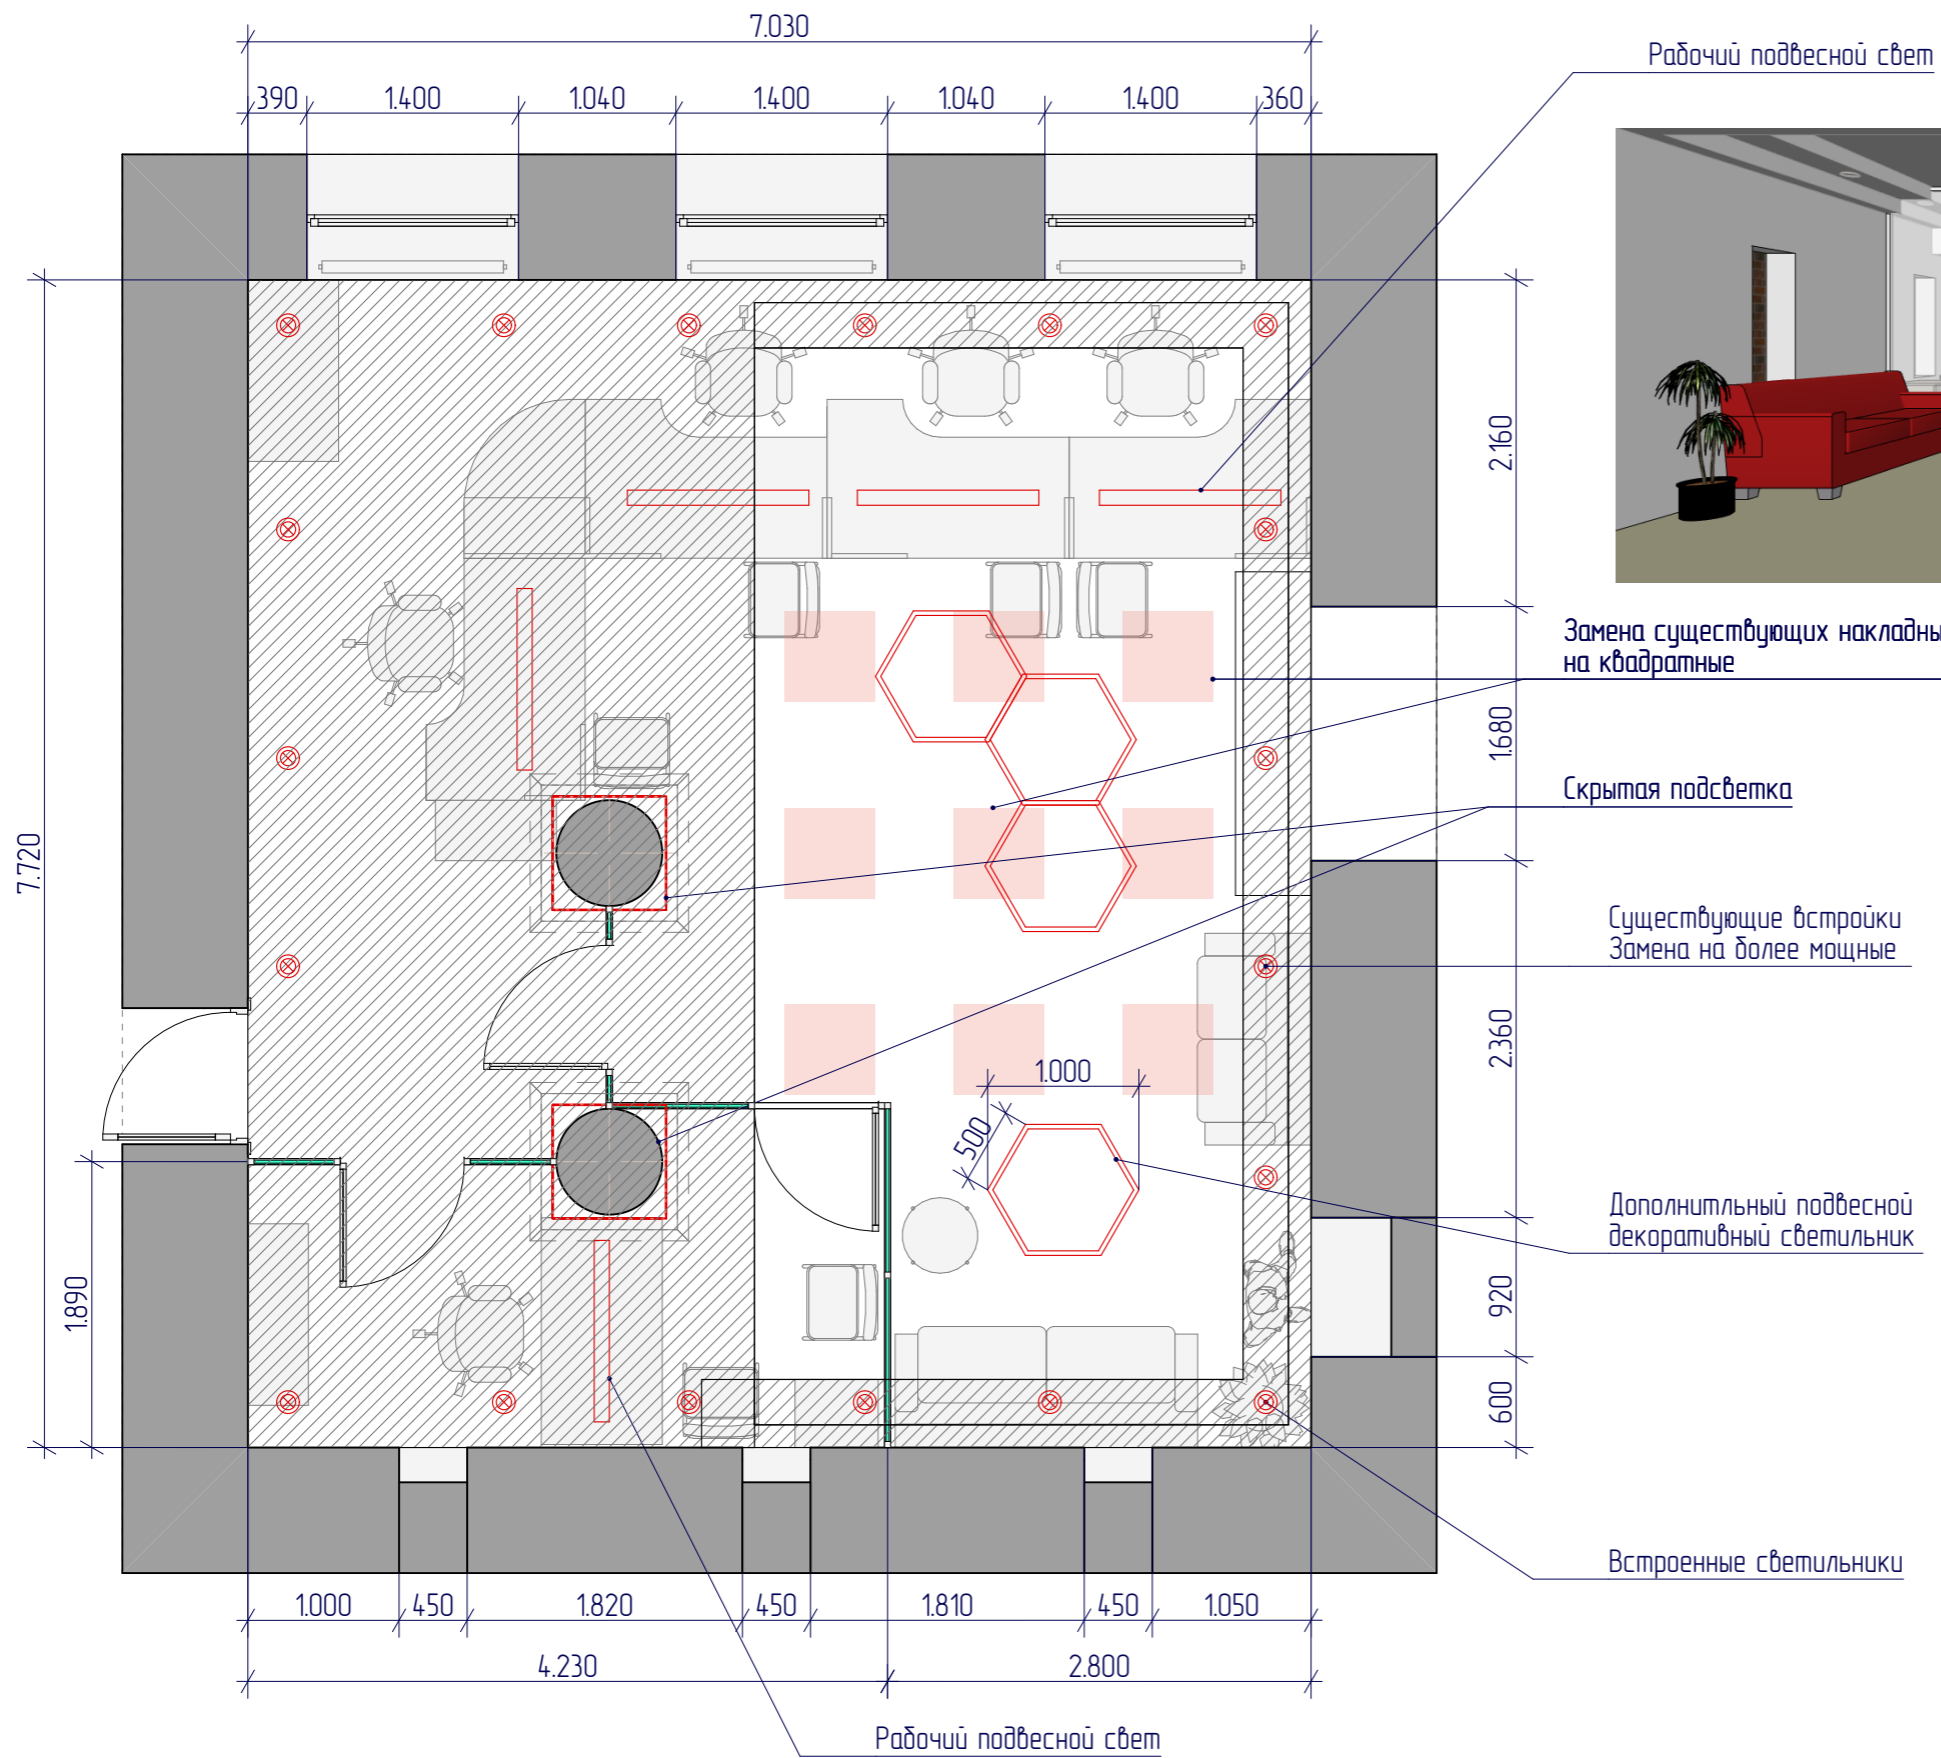 7.030
390 1.400 1.040 1.400 1.040 1.400 360
Рабочий подвесной свет
2.160
Замена существующих накладны
на квадратные
1.680
Скрытая подсветка
7.720
Существующие встройки
Замена на более мощные
2.360
1.000
500
Дополнитльный подвесной
декоративный светильник
1.890
920
600
Встроенные светильники
1.000 450 1.820 450 1.810 450 1.050
4.230 2.800
Рабочий подвесной свет